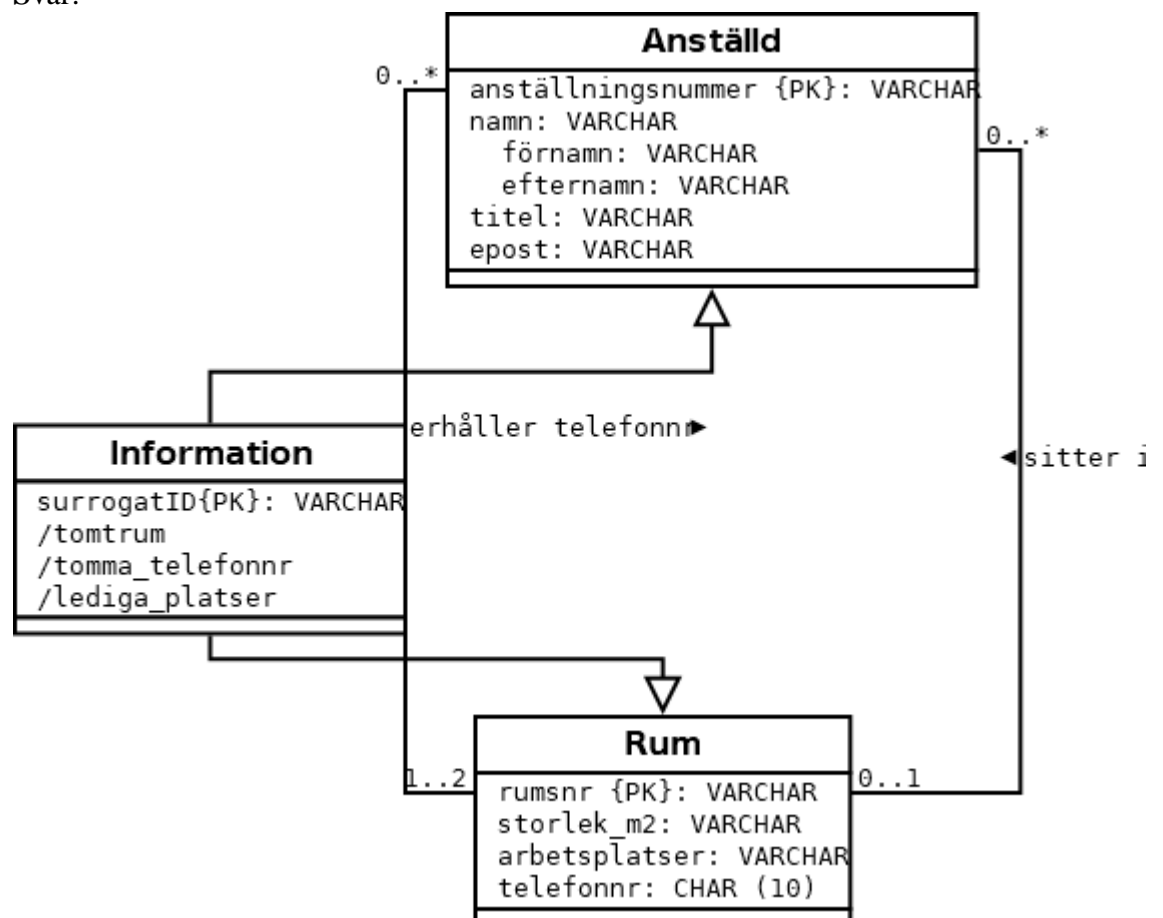 Svar:
Anställd
0..*
anställningsnummer {PK}: VARCHAR
namn: VARCHAR
förnamn: VARCHAR
efternamn: VARCHAR
titel: VARCHAR
epost: VARCHAR
0..*
erhåller telefonnr
sitter i
Information
surrogatID{PK}: VARCHAR
/tomtrum
/tomma_telefonnr
/lediga_platser
Rum
1..2
0..1
rumsnr {PK}: VARCHAR
storlek_m2: VARCHAR
arbetsplatser: VARCHAR
telefonnr: CHAR (10)